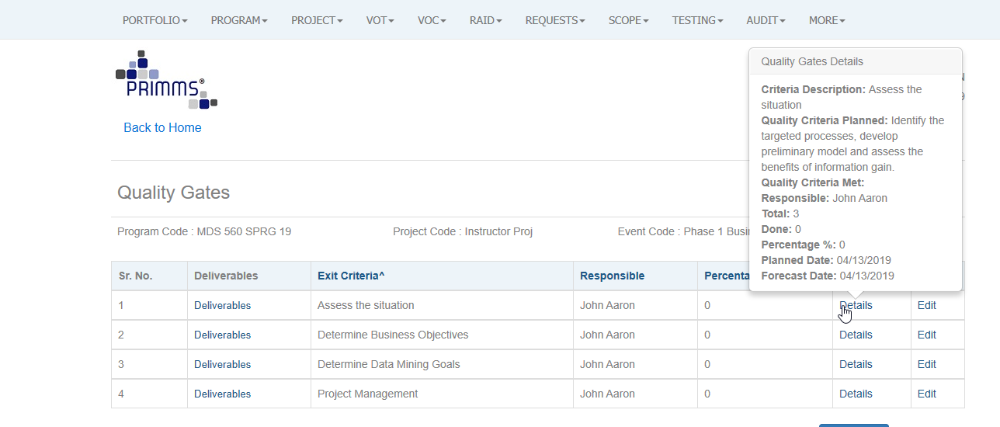 PORTFOLIO PROGRAM PROJECT VOT VOC RAID REQUESTS SCOPE TESTING AUDIT MORE
PRIMMS®
Back to Home
Quality Gates Details
Criteria Description: Assess the
situation
Quality Criteria Planned: Identify the
targeted processes, develop
preliminary model and assess the
benefits of information gain.
Quality Criteria Met:
Responsible: John Aaron
Total: 3
Done: 0
Percentage %: 0
Planned Date: 04/13/2019
Forecast Date: 04/13/2019
Quality Gates
Program Code : MDS 560 SPRG 19 Project Code : Instructor Proj Event Code : Phase 1
Sr. No. Deliverables Exit Criteria^ Responsible
1 Deliverables Assess the situation John Aaron 0 Details Edit
2 Deliverables Determine Business Objectives John Aaron 0 Details Edit
3 Deliverables Determine Data Mining Goals John Aaron 0 Details Edit
4 Deliverables Project Management John Aaron 0 Details Edit